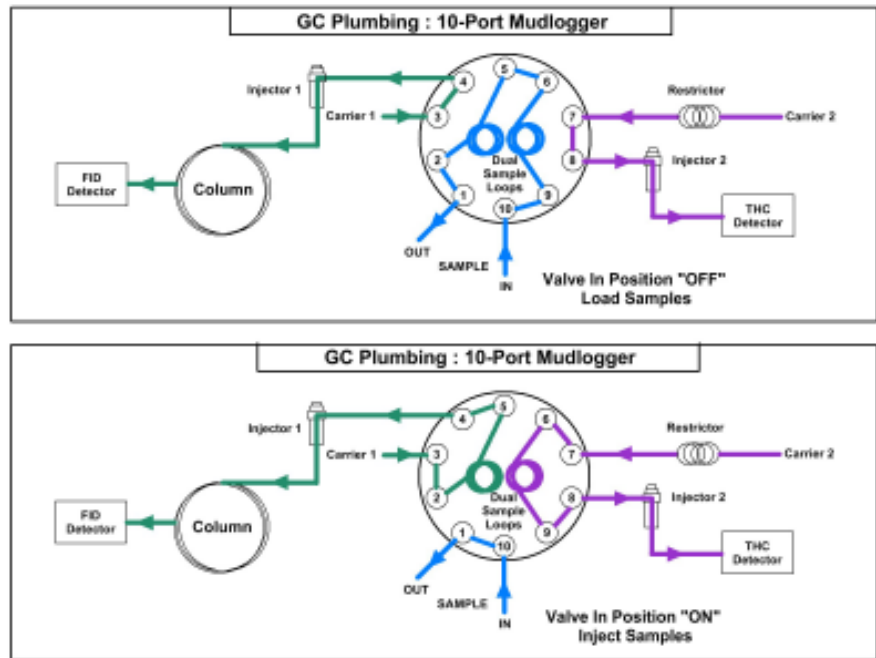 GC Plumbing : 10-Port Mudlogger
Injector 1
Carrier 1
FID
Detector
Column
1
2
3
4
5
6
7
8
9
10
Dual
Sample
Loops
Restrictor
Carrier 2
Injector 2
THC
Detector
OUT
SAMPLE
IN
Valve In Position "OFF"
Load Samples
GC Plumbing : 10-Port Mudlogger
Injector 1
Carrier 1
FID
Detector
Column
1
2
3
4
5
6
7
8
9
10
Dual
Sample
Loops
Restrictor
Carrier 2
Injector 2
THC
Detector
OUT
SAMPLE
IN
Valve In Position "ON"
Inject Samples